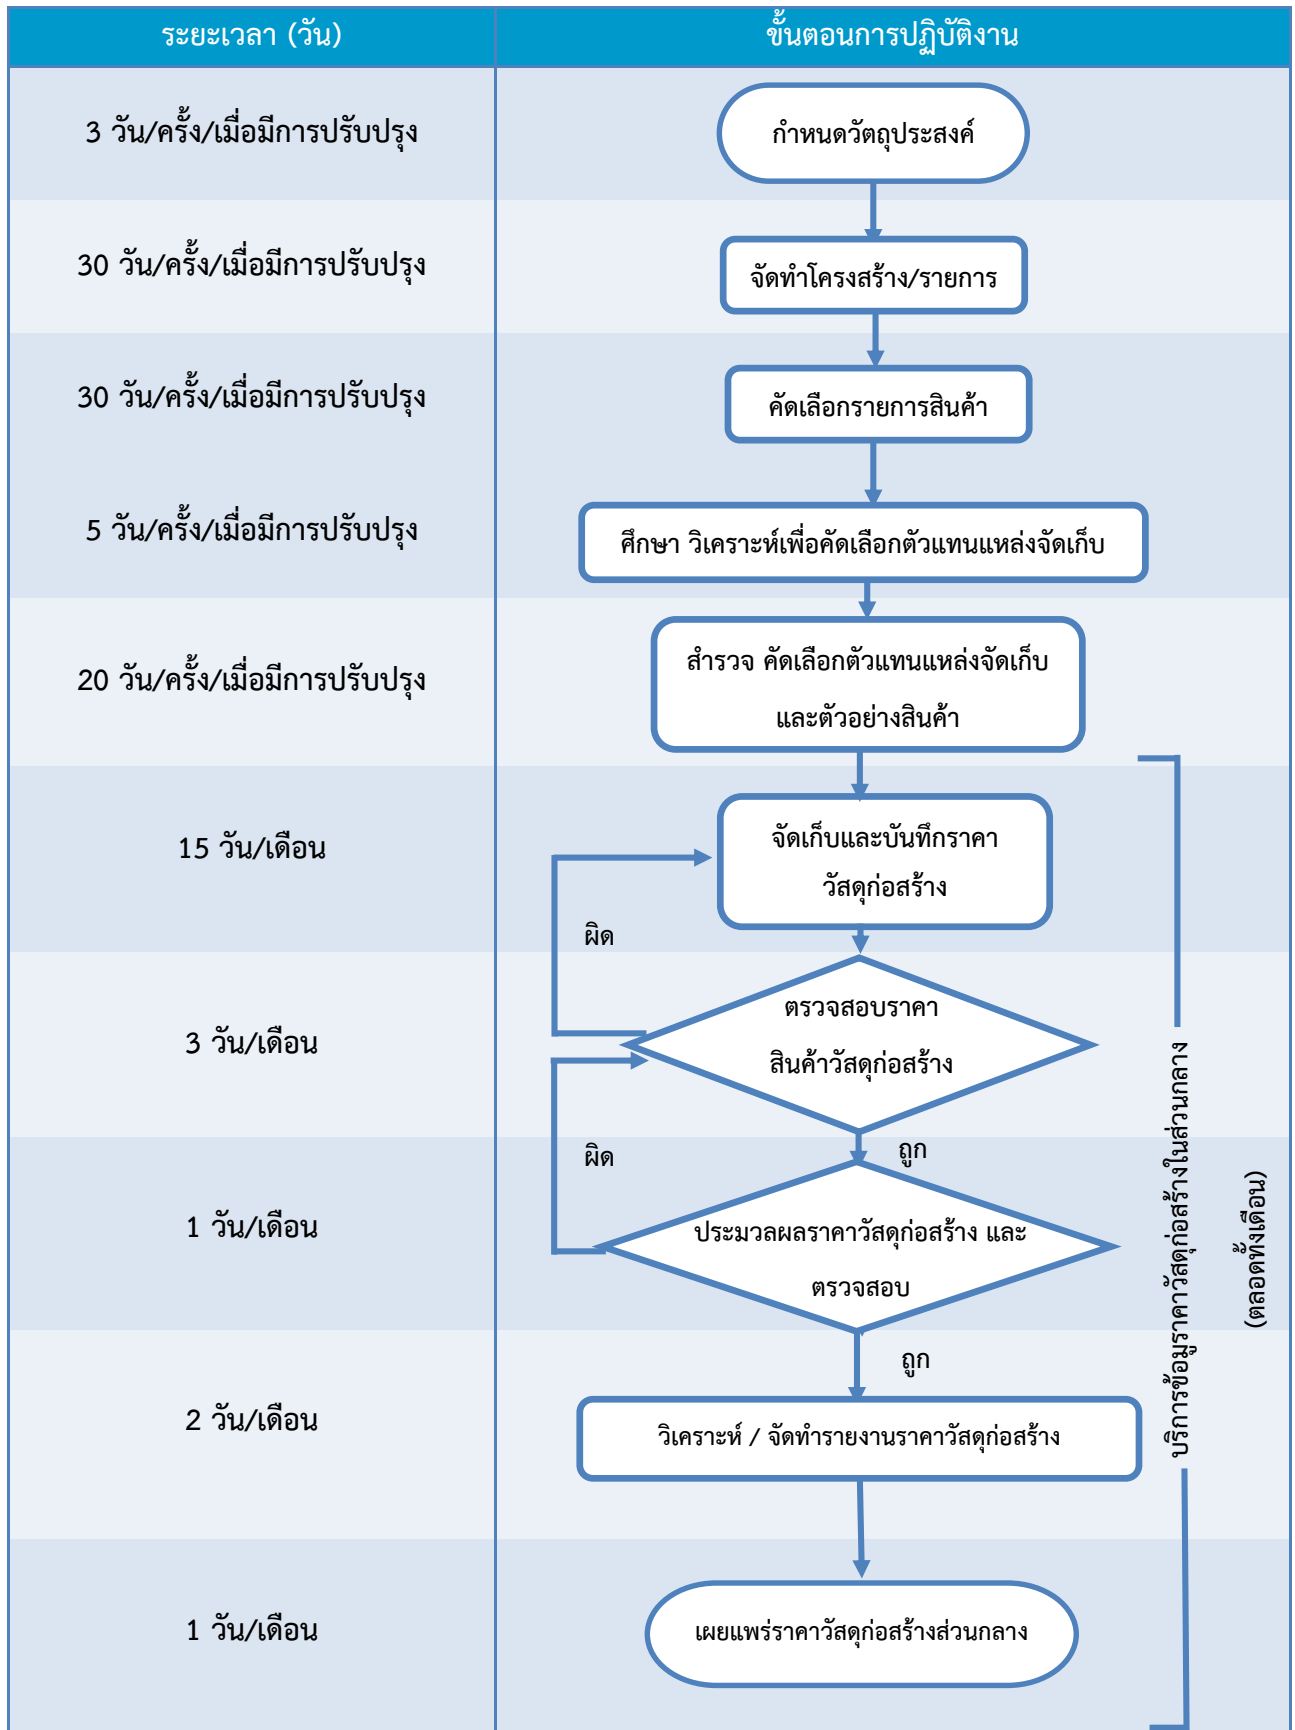 ระยะเวลา (วัน)
ขั้นตอนการปฏิบัติงาน
3 วัน/ครั้ง/เมื่อมีการปรับปรุง
กำหนดวัตถุประสงค์
30 วัน/ครั้ง/เมื่อมีการปรับปรุง
จัดทำโครงสร้าง/รายการ
30 วัน/ครั้ง/เมื่อมีการปรับปรุง
คัดเลือกรายการสินค้า
5 วัน/ครั้ง/เมื่อมีการปรับปรุง
ศึกษา วิเคราะห์เพื่อคัดเลือกตัวแทนแหล่งจัดเก็บ
20 วัน/ครั้ง/เมื่อมีการปรับปรุง
สำรวจ คัดเลือกตัวแทนแหล่งจัดเก็บ
และตัวอย่างสินค้า
15 วัน/เดือน
จัดเก็บและบันทึกราคา
วัสดุก่อสร้าง
ผิด
3 วัน/เดือน
ตรวจสอบราคา
สินค้าวัสดุก่อสร้าง
ถูก
ผิด
1 วัน/เดือน
ประมวลผลราคาวัสดุก่อสร้าง และ
ตรวจสอบ
ถูก
2 วัน/เดือน
วิเคราะห์ / จัดทำรายงานราคาวัสดุก่อสร้าง
1 วัน/เดือน
เผยแพร่ราคาวัสดุก่อสร้างส่วนกลาง
บริการข้อมูราคาวัสดุก่อสร้างในส่วนกลาง
(ตลอดทั้งเดือน)